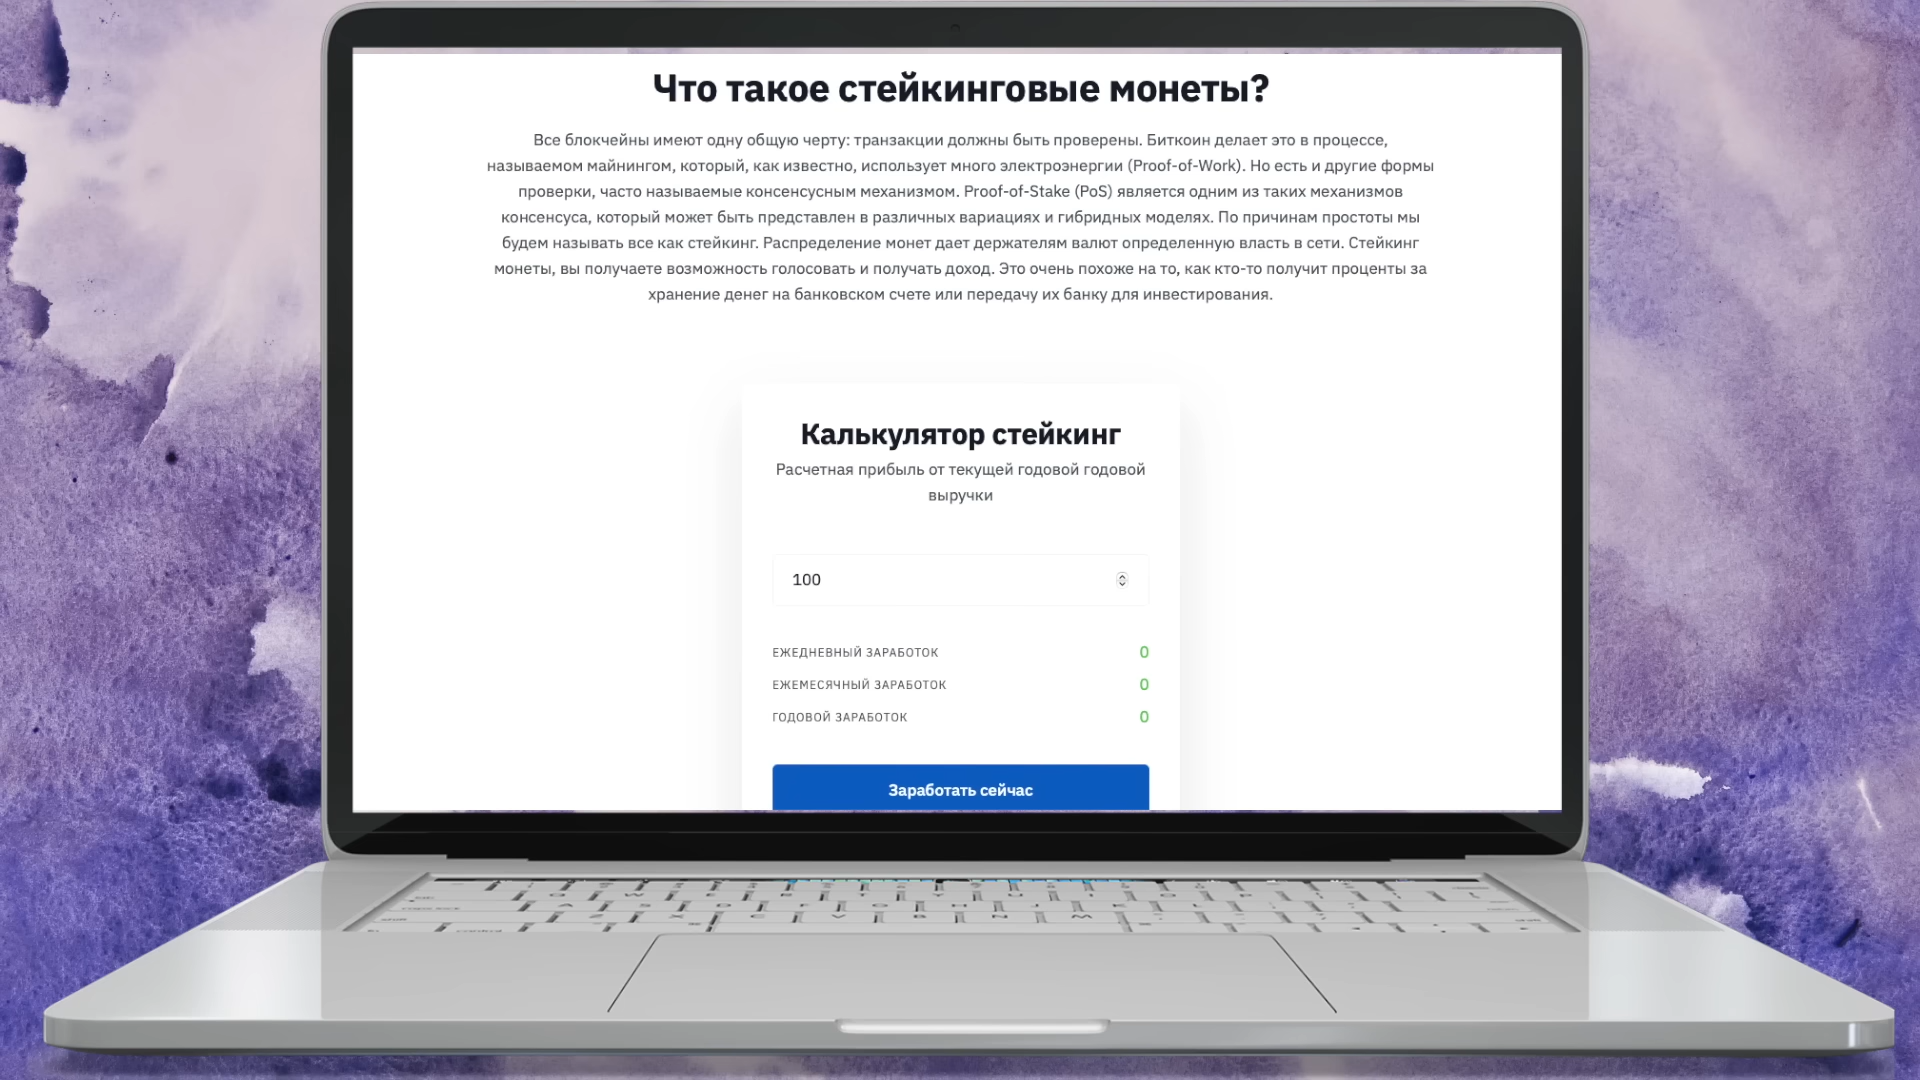 Что такое стейкинговые монеты?
Все блокчейны имеют одну общую черту: транзакции должны быть проверены. Биткоин делает это в процессе,
называемом майнингом, который, как известно, использует много электроэнергии (Proof-of-Work). Но есть и другие формы
проверки, часто называемые консенсусным механизмом. Proof-of-Stake (PoS) является одним из таких механизмов
консенсуса, который может быть представлен в различных вариациях и гибридных моделях. По причинам простоты мы
будем называть все как стейкинг. Распределение монет дает держателям валют определенную власть в сети. Стейкинг
монеты, вы получаете возможность голосовать и получать доход. Это очень похоже на то, как кто-то получит проценты за
хранение денег на банковском счете или передачу их банку для инвестирования.
Калькулятор стейкинг
Расчетная прибыль от текущей годовой годовой
выручки
100
ЕЖЕДНЕВНЫЙ ЗАРАБОТОК 0
ЕЖЕМЕСЯЧНЫЙ ЗАРАБОТОК 0
ГОДОВОЙ ЗАРАБОТОК 0
Заработать сейчас